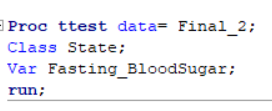 Proc ttest data= Final_2;
Class State;
Var Fasting_BloodSugar;
run;